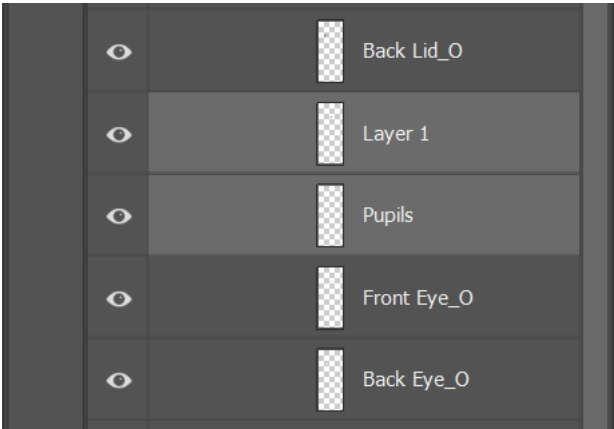 Back Lid_O
Layer 1
Pupils
Front Eye_O
Back Eye_O